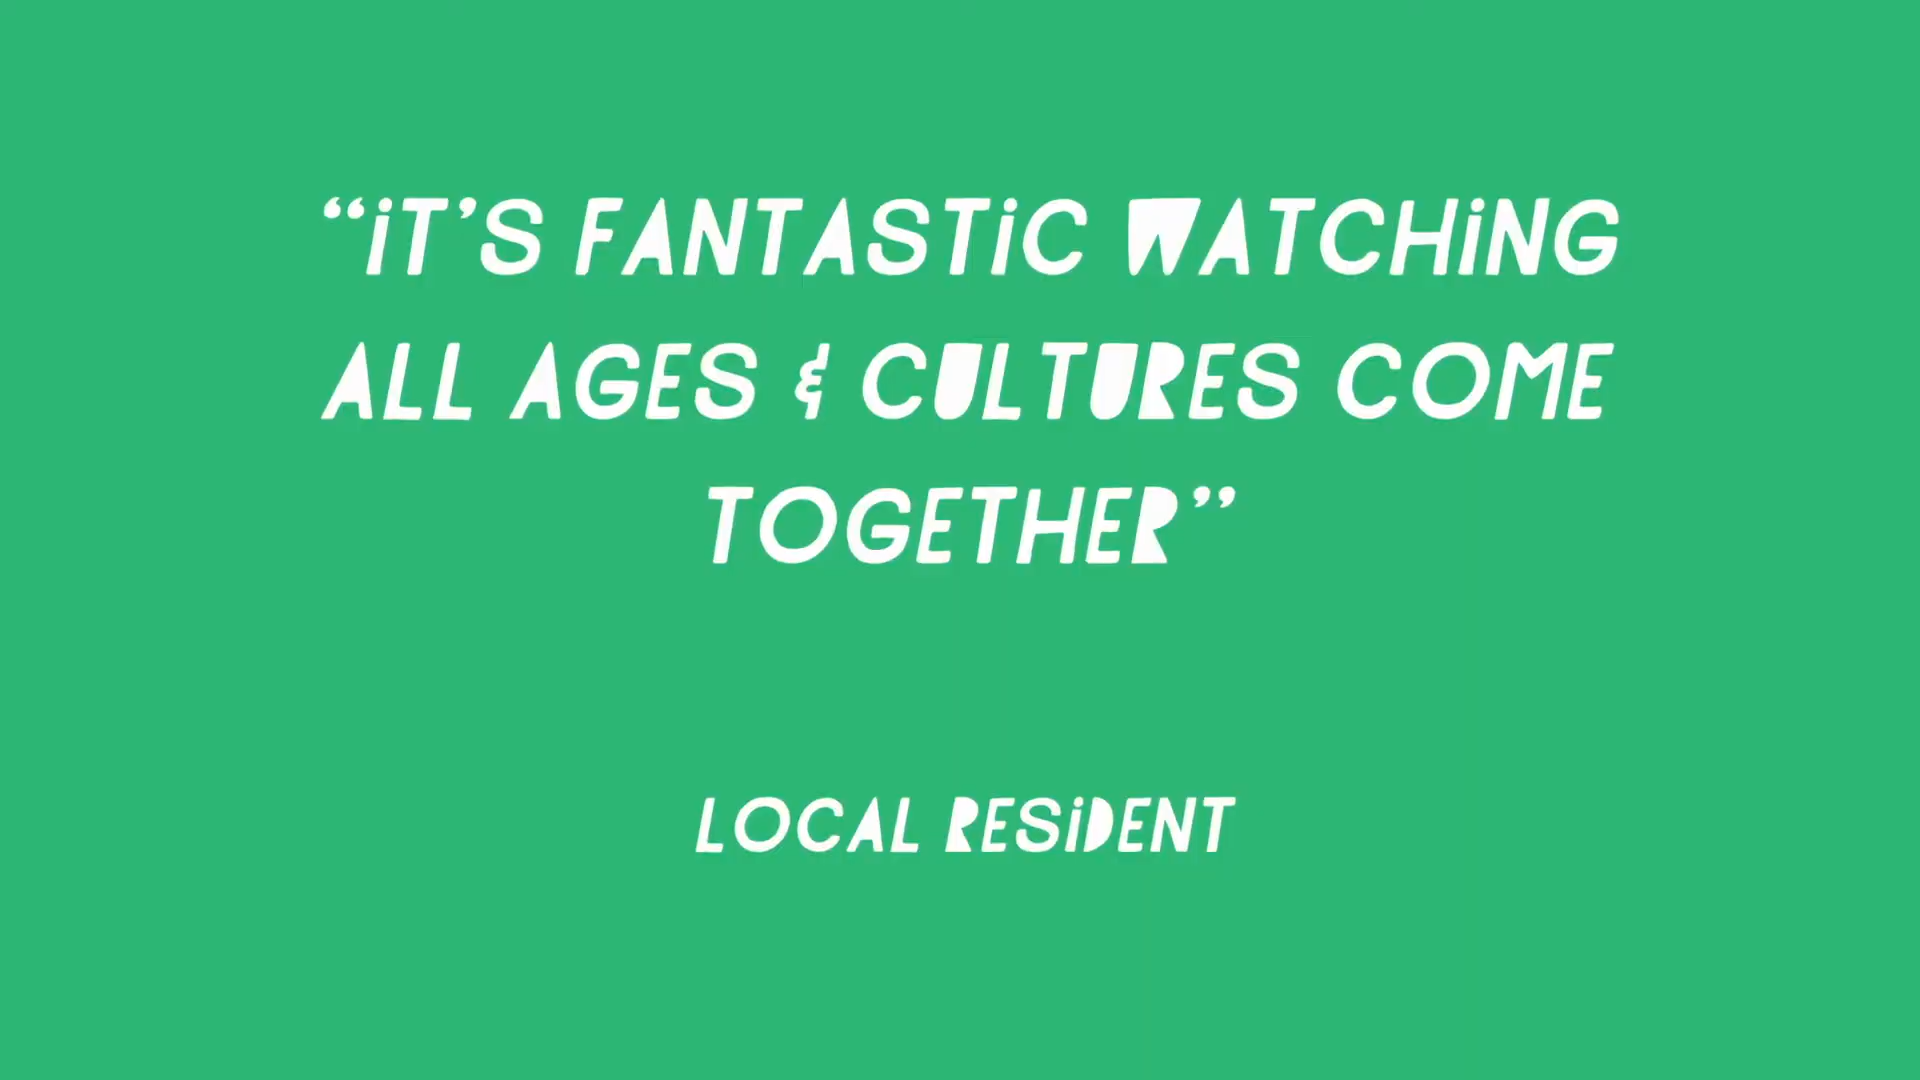 “iT’S FANTASTiC WATCHiNG
ALL AGES & CULTURES COME
TOGETHER”
LOCAL RESiDENT